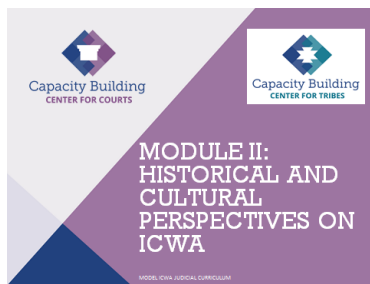 Capacity Building
CENTER FOR COURTS
Capacity Building
CENTER FOR TRIBES
MODULE II:
HISTORICAL AND
CULTURAL
PERSPECTIVES ON
ICWA
MODEL ICWA JUDICIAL CURRICULUM